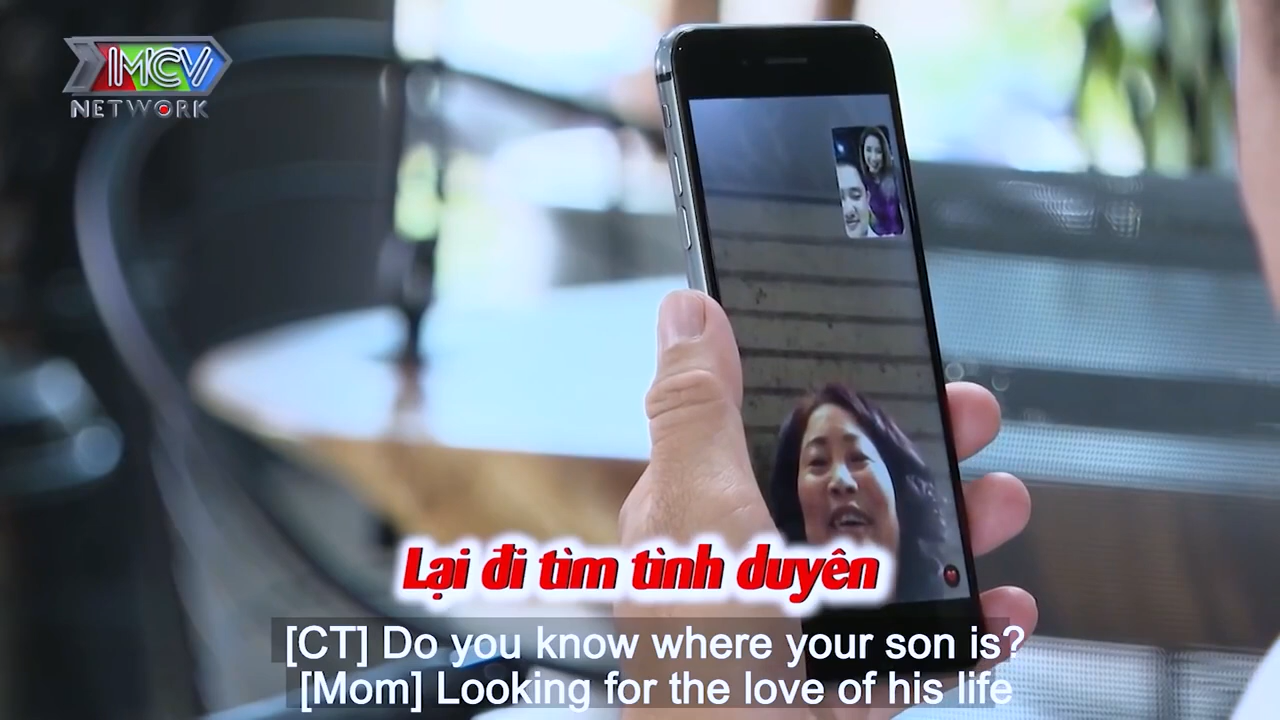 MCV
NETWORK
Lại đi tìm tình duyên
[CT] Do you know where your son is?
[Mom] Looking for the love of his life